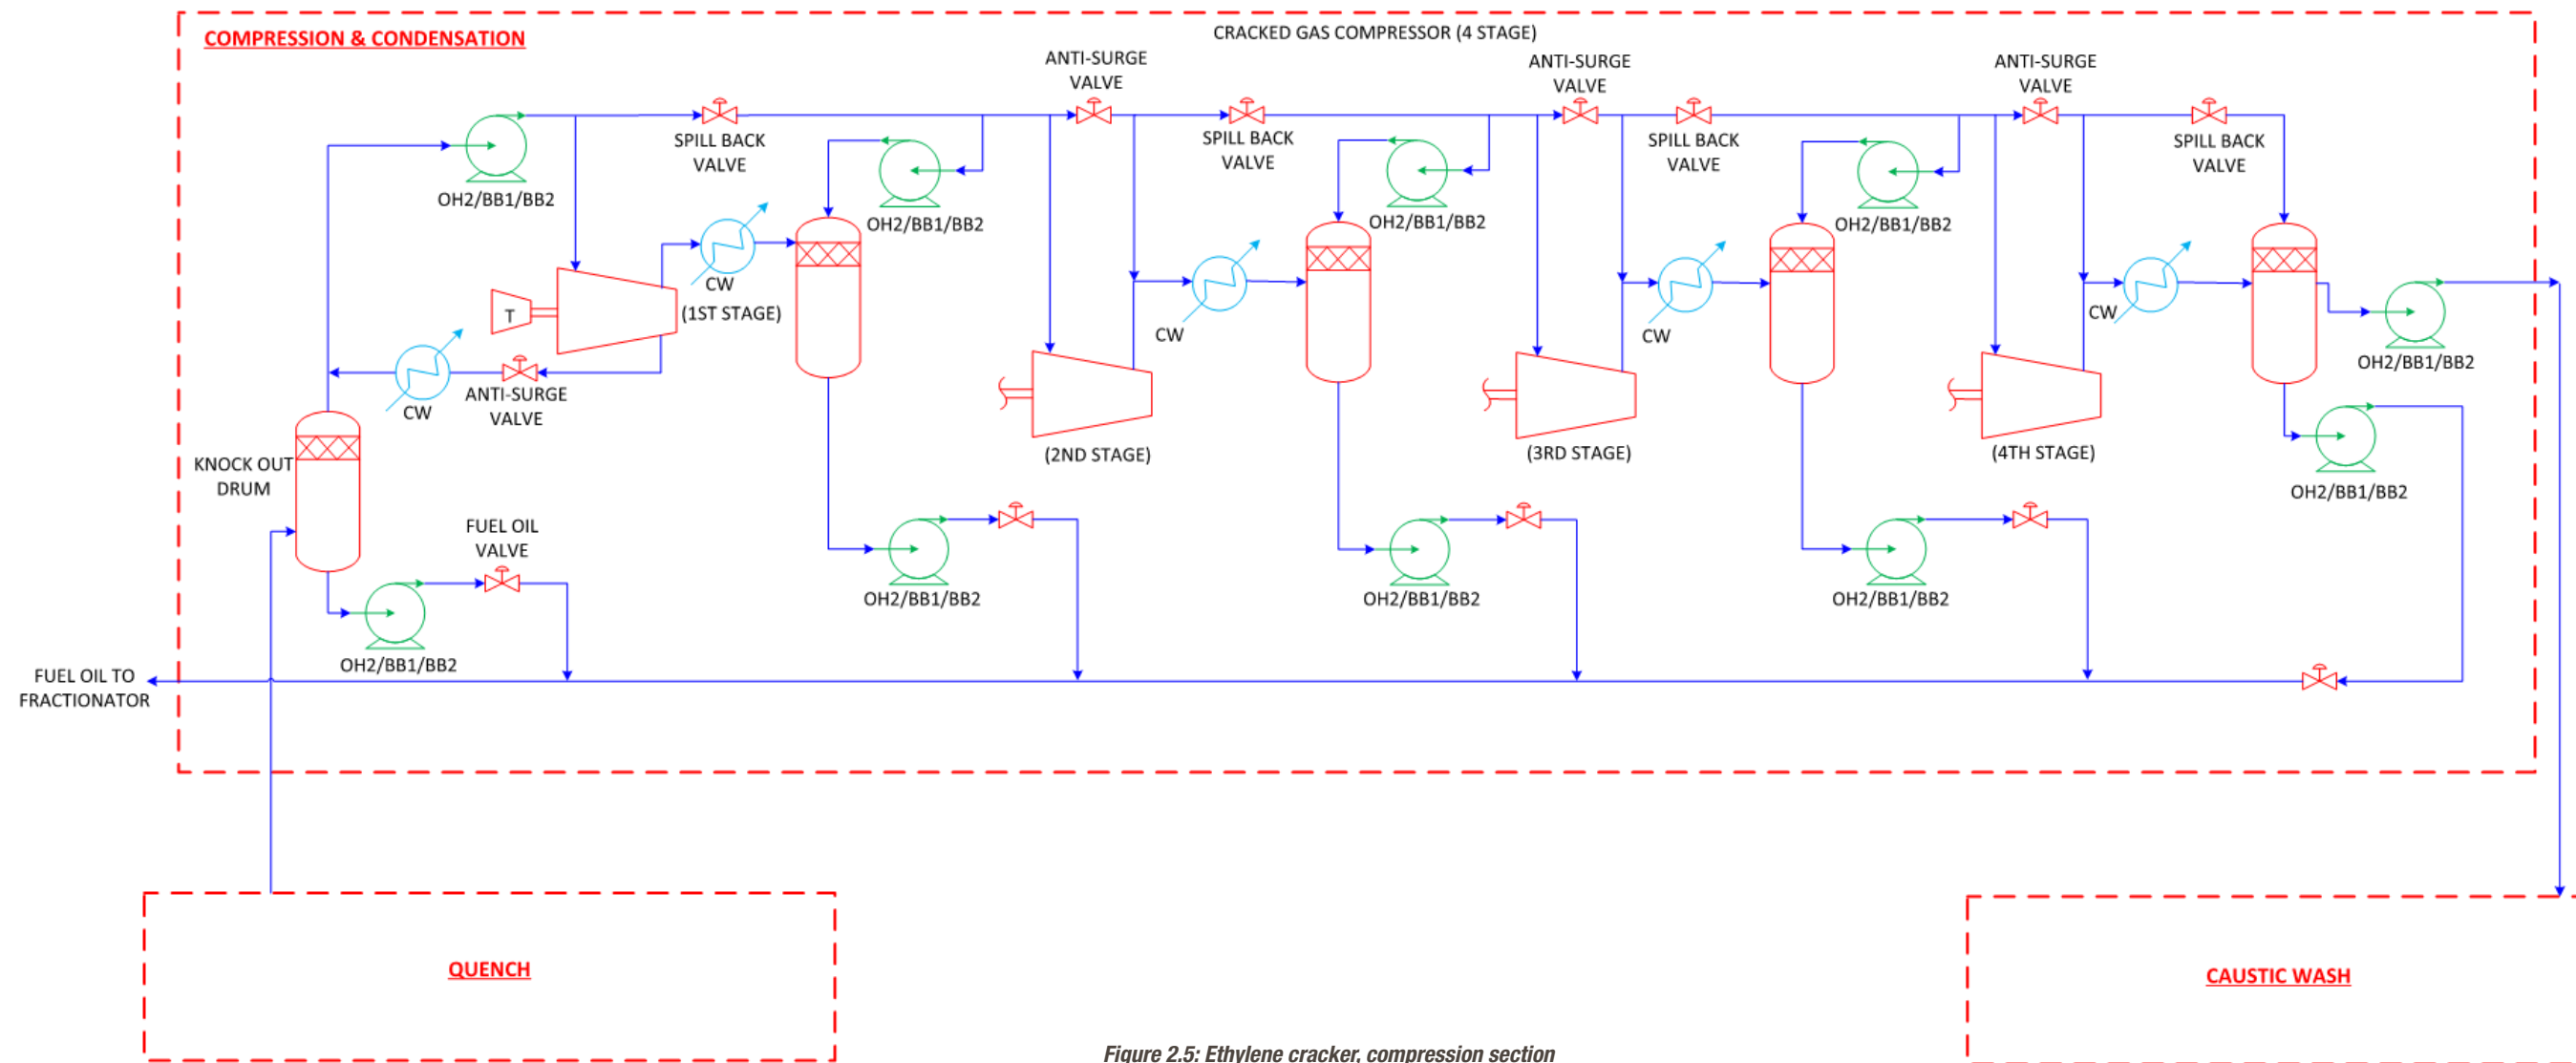 COMPRESSION & CONDENSATION
CRACKED GAS COMPRESSOR (4 STAGE)
ANTI-SURGE
VALVE
ANTI-SURGE
VALVE
ANTI-SURGE
VALVE
SPILL BACK
VALVE
SPILL BACK
VALVE
SPILL BACK
VALVE
SPILL BACK
VALVE
OH2/BB1/BB2
OH2/BB1/BB2
OH2/BB1/BB2
OH2/BB1/BB2
CW
(1ST STAGE)
T
CW
CW
CW
OH2/BB1/BB2
CW
ANTI-SURGE
VALVE
(2ND STAGE)
(3RD STAGE)
(4TH STAGE)
KNOCK OUT
DRUM
OH2/BB1/BB2
FUEL OIL
VALVE
OH2/BB1/BB2
OH2/BB1/BB2
OH2/BB1/BB2
OH2/BB1/BB2
FUEL OIL TO
FRACTIONATOR
QUENCH
CAUSTIC WASH
Figure 2.5: Ethylene cracker, compression section